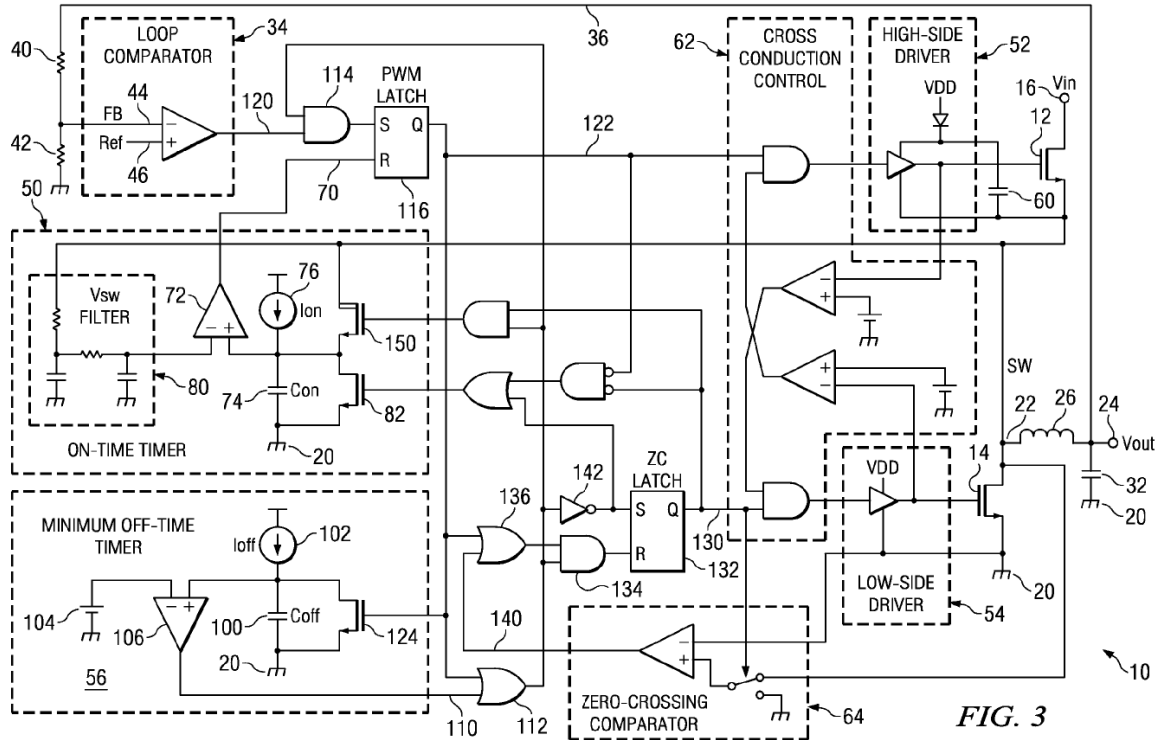 40
LOOP
COMPARATOR
34
36
62
CROSS
CONDUCTION
CONTROL
HIGH-SIDE
DRIVER
52
Vin
16
VDD
12
114
PWM
LATCH
44
FB
Ref
46
42
120
S Q
R
70
116
122
60
50
Vsw
FILTER
72
76
Ion
150
80
74
Con
82
20
ON-TIME TIMER
SW
22
26
24
Vout
32
20
142
ZC
LATCH
S Q
R
130
132
136
134
VDD
14
LOW-SIDE
DRIVER
54
20
MINIMUM OFF-TIME
TIMER
Ioff
102
104
106
100
Coff
124
20
56
110
112
140
ZERO-CROSSING
COMPARATOR
64
10
FIG. 3
− +
− +
− +
− +
+ −
− +